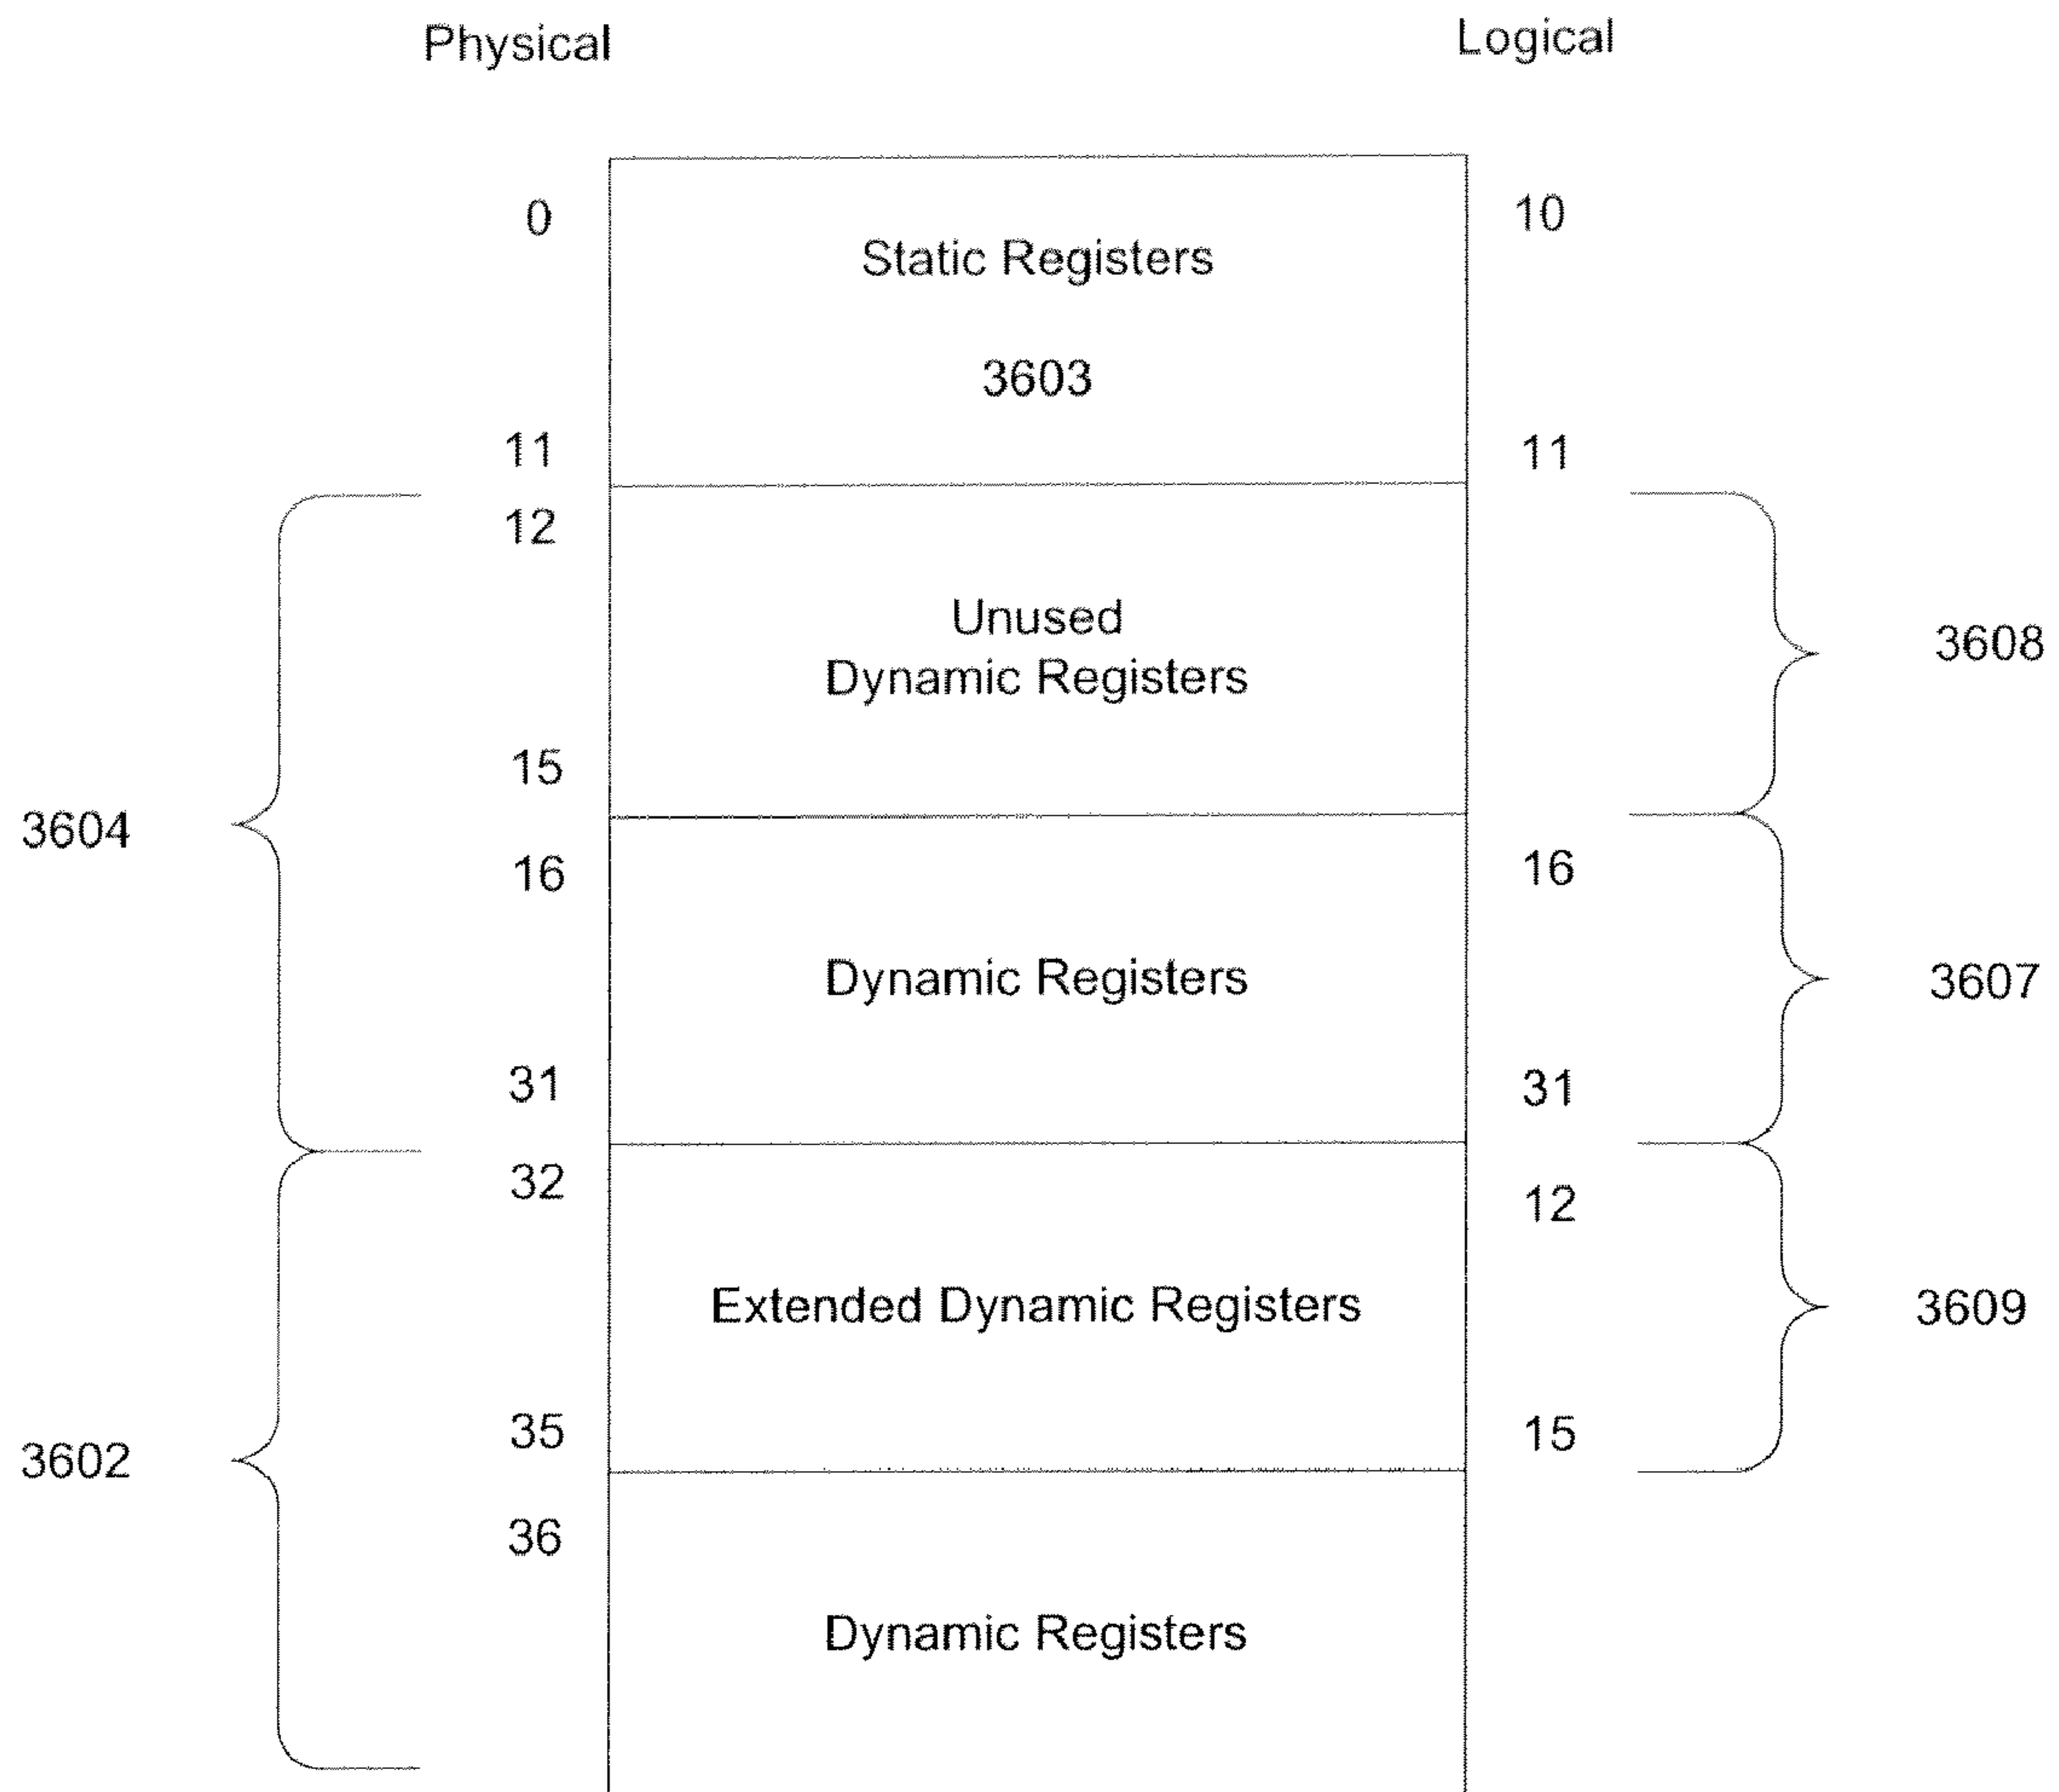 Physical Logical
0 10
Static Registers
3603
11 11
12
Unused
Dynamic Registers
3608
15
3604
16 16
Dynamic Registers
3607
31 31
32 12
Extended Dynamic Registers
3609
35 15
3602
36
Dynamic Registers